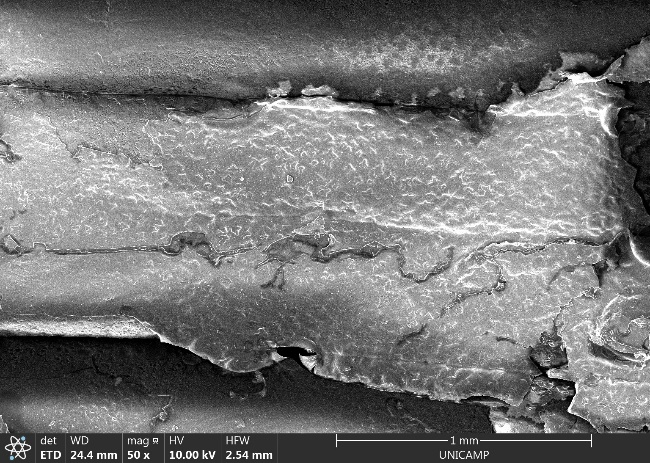 det WD mag HV HFW 1 mm
ETD 24.4 mm 50 x 10.00 kV 2.54 mm UNICAMP